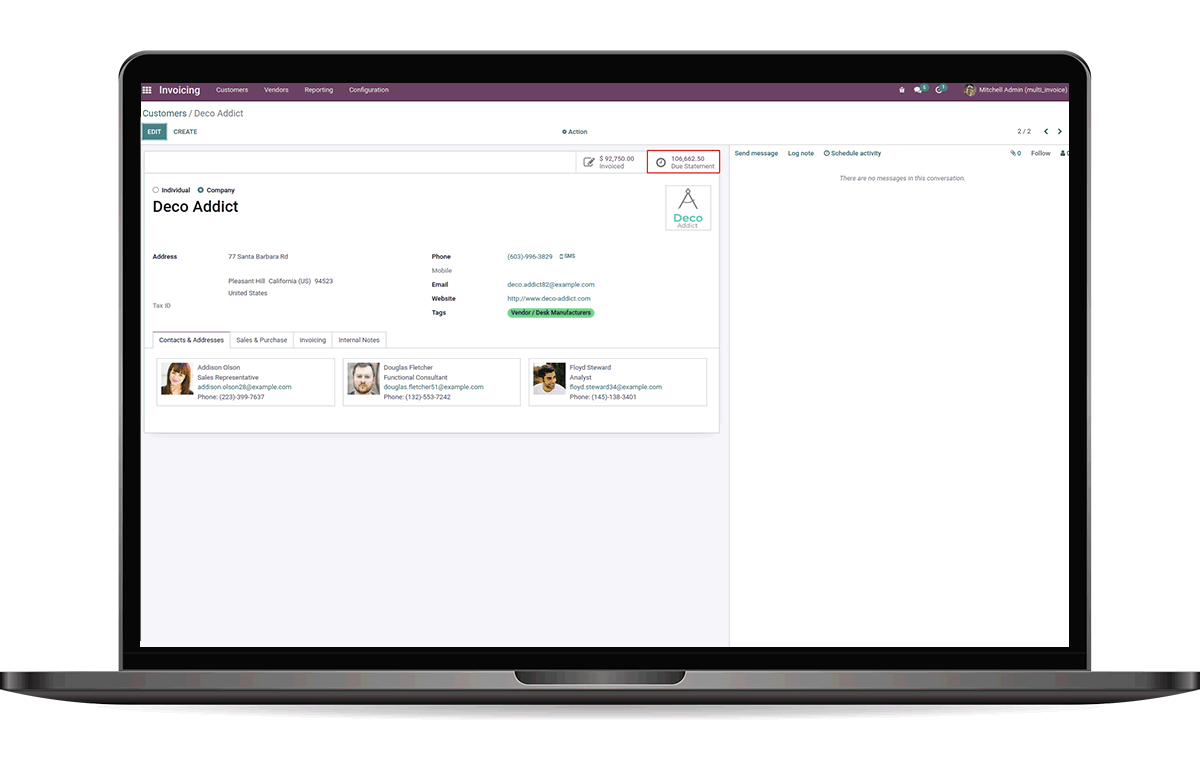 Invoicing Customers Vendors Reporting Configuration
5 1 Mitchell Admin (multi_invoice)
Customers / Deco Addict
EDIT CREATE
Action
2 / 2
$ 92,750.00
Invoiced
106,662.50
Due Statement
Individual Company
Deco Addict
Deco
Addict
Address 77 Santa Barbara Rd
Pleasant Hill California (US) 94523
United States
Tax ID
Phone (603)-996-3829 SMS
Mobile
Email deco.addict82@example.com
Website http://www.deco-addict.com
Tags Vendor / Desk Manufacturers
Contacts & Addresses Sales & Purchase Invoicing Internal Notes
Addison Olson
Sales Representative
addison.olson28@example.com
Phone: (223)-399-7637
Douglas Fletcher
Functional Consultant
douglas.fletcher51@example.com
Phone: (132)-553-7242
Floyd Steward
Analyst
floyd.steward34@example.com
Phone: (145)-138-3401
Send message Log note Schedule activity
0 Follow 0
There are no messages in this conversation.